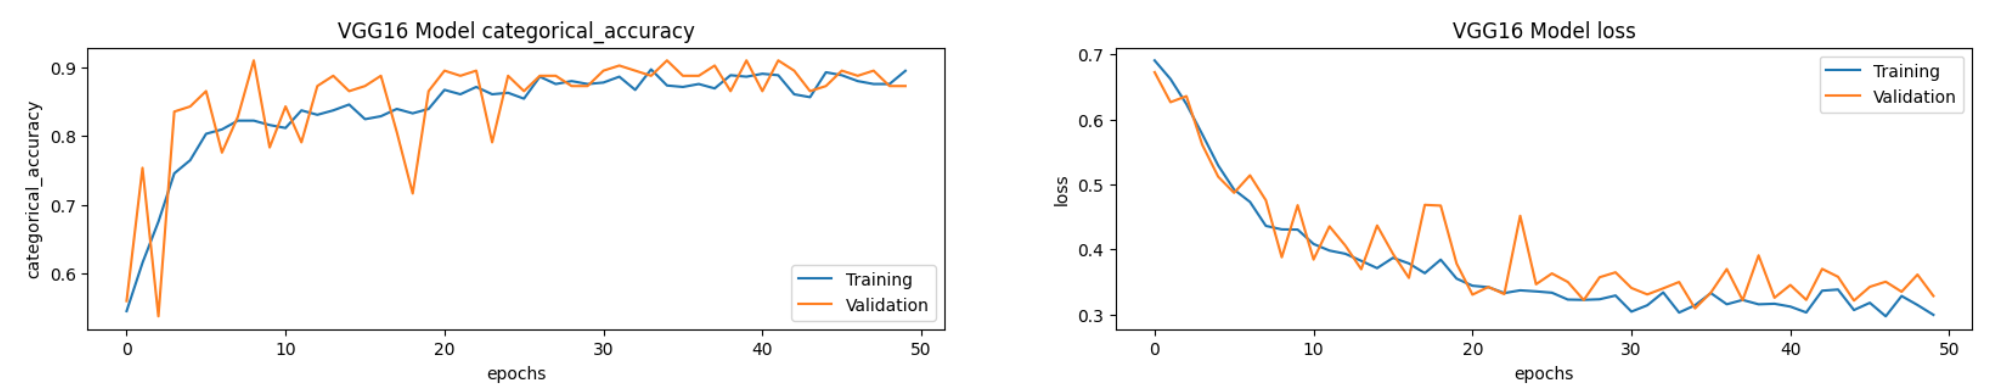 VGG16 Model categorical_accuracy
categorical_accuracy
0.9
0.8
0.7
0.6
Training
Validation
0 10 20 30 40 50
epochs
VGG16 Model loss
loss
0.7
0.6
0.5
0.4
0.3
Training
Validation
0 10 20 30 40 50
epochs